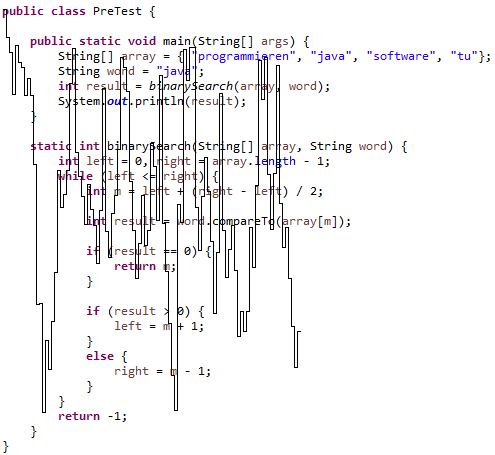 public class PreTest {
public static void main(String[] args) {
String[] array = { "programmieren", "java", "software", "tu"};
String word = "java";
int result = binarySearch(array, word);
System.out.println(result);
}
static int binarySearch(String[] array, String word) {
int left = 0, right = array.length - 1;
while (left <= right) {
int m = left + (right - left) / 2;
int result = word.compareTo(array[m]);
if (result == 0) {
return m;
}
if (result > 0) {
left = m + 1;
}
else {
right = m - 1;
}
}
return -1;
}
}